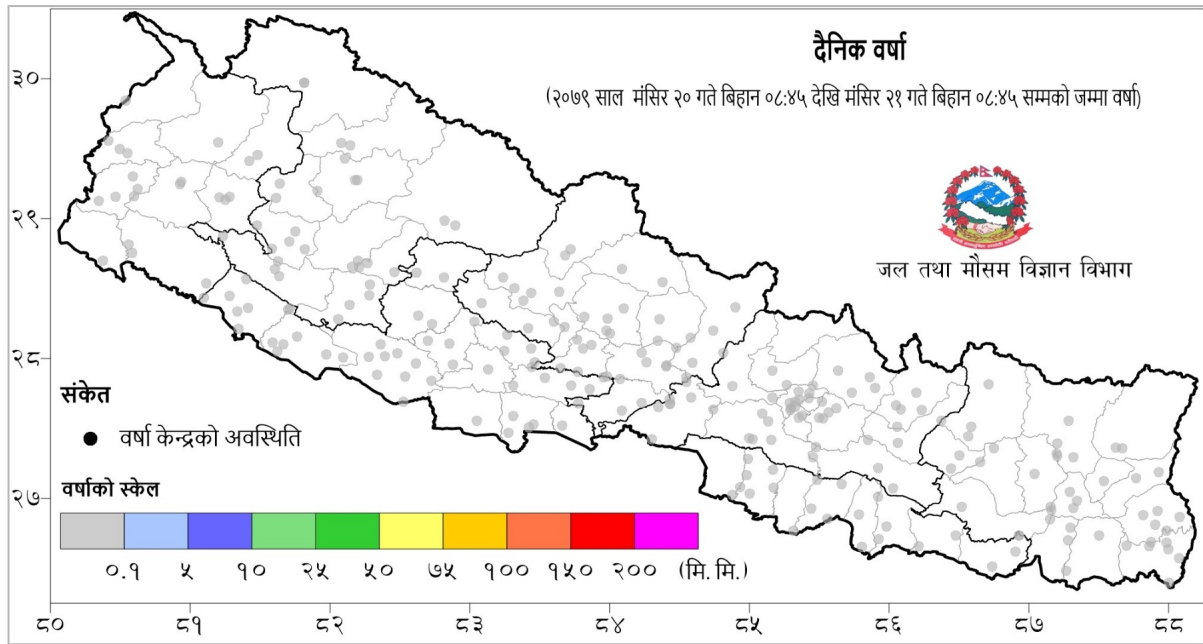 दैनिक वर्षा
(२०७९ साल मंसिर २० गते बिहान ०८:४५ देखि मंसिर २१ गते बिहान ०८:४५ सम्मको जम्मा वर्षा)
जल तथा मौसम विज्ञान विभाग
३०
२९
२८
२७
संकेत
वर्षा केन्द्रको अवस्थिति
वर्षाको स्केल
०.१ ५ १० २५ ५० ७५ १०० १५० २०० (मि. मि.)
८० ८१ ८२ ८३ ८४ ८५ ८६ ८७ ८८